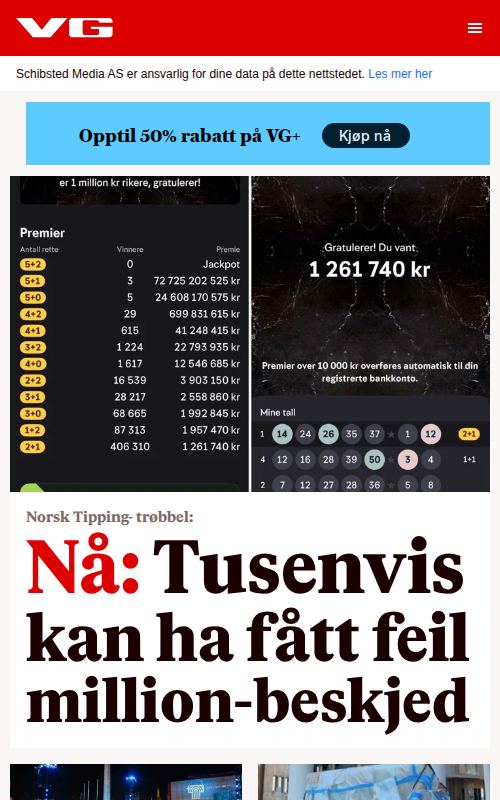 VG
Schibsted Media AS er ansvarlig for dine data på dette nettstedet. Les mer her
Opptil 50% rabatt på VG+ Kjøp nå
er 1 million kr rikere, gratulerer!
Premier
Antall rette Vinnere Premie
5+2 0 Jackpot
5+1 3 72 725 202 525 kr
5+0 5 24 608 170 575 kr
4+2 29 699 831 615 kr
4+1 615 41 248 415 kr
3+2 1 224 22 793 935 kr
4+0 1 617 12 546 685 kr
2+2 16 539 3 903 150 kr
3+1 28 217 2 558 860 kr
3+0 68 665 1 992 845 kr
1+2 87 313 1 957 470 kr
2+1 406 310 1 261 740 kr
Gratulerer! Du vant
1 261 740 kr
Premier over 10 000 kr overføres automatisk til din
registrerte bankkonto.
Mine tall
1 14 24 26 35 37 ★ 1 12 2+1
4 12 16 28 39 50 ★ 3 4 1+1
2 7 12 27 28 36 ★ 5 8
Norsk Tipping- trøbbel:
Nå: Tusenvis
kan ha fått feil
million-beskjed